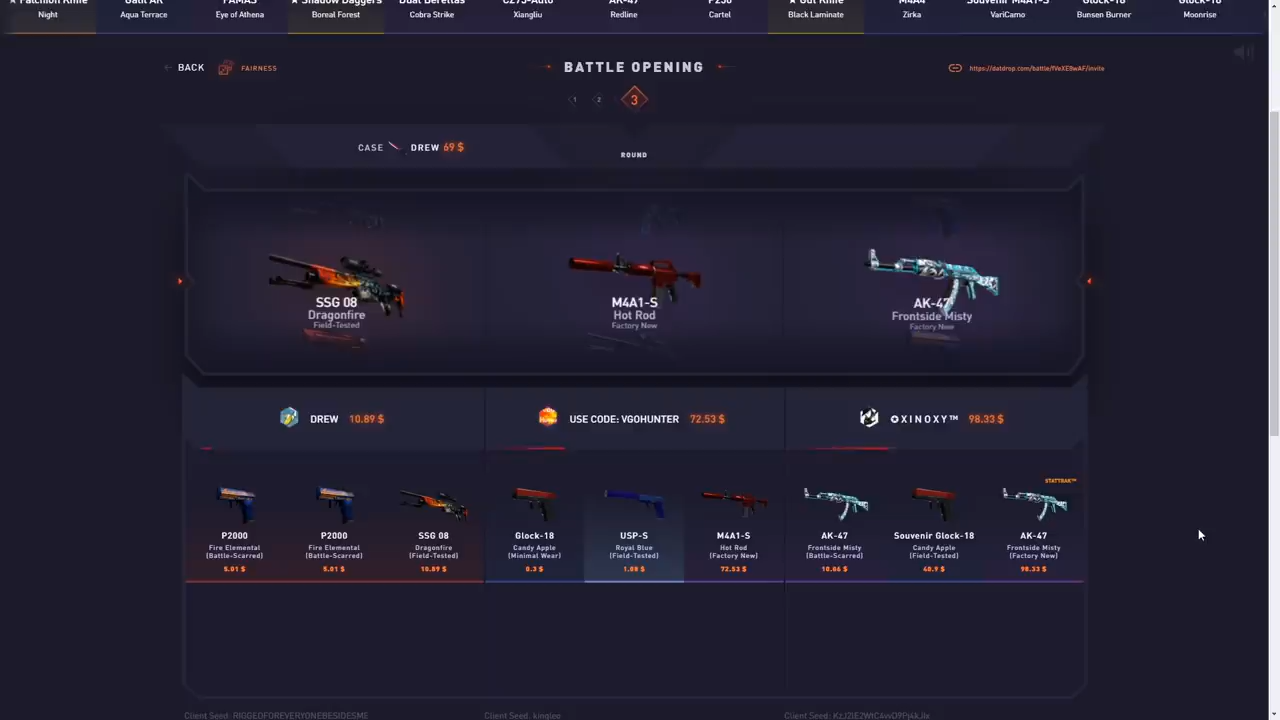 ★ Falchion Knife
Night
Galil AR
Aqua Terrace
FAMAS
Eye of Athena
★ Shadow Daggers
Boreal Forest
Dual Berettas
Cobra Strike
CZ75-Auto
Xiangliu
AK-47
Redline
P250
Cartel
★ Gut Knife
Black Laminate
M4A4
Zirka
Souvenir M4A1-S
VariCamo
Glock-18
Bunsen Burner
Glock-18
Moonrise
← BACK
FAIRNESS
BATTLE OPENING
1
2
3
CASE DREW 69 $
ROUND
SSG 08
Dragonfire
Field-Tested
M4A1-S
Hot Rod
Factory New
AK-47
Frontside Misty
Factory New
DREW 10.89 $
USE CODE: VGOHUNTER 72.53 $
✪ X I N O X Y ™ 98.33 $
P2000
Fire Elemental
(Battle-Scarred)
5.01 $
P2000
Fire Elemental
(Battle-Scarred)
5.01 $
SSG 08
Dragonfire
(Field-Tested)
10.89 $
Glock-18
Candy Apple
(Minimal Wear)
0.3 $
USP-S
Royal Blue
(Field-Tested)
1.08 $
M4A1-S
Hot Rod
(Factory New)
72.53 $
AK-47
Frontside Misty
(Battle-Scarred)
10.66 $
Souvenir Glock-18
Candy Apple
(Field-Tested)
40.9 $
STATTRAK™
AK-47
Frontside Misty
(Factory New)
98.33 $
Client Seed: RIGGEDFOREVERYONEBESIDESME
Client Seed: kingleo
Client Seed: